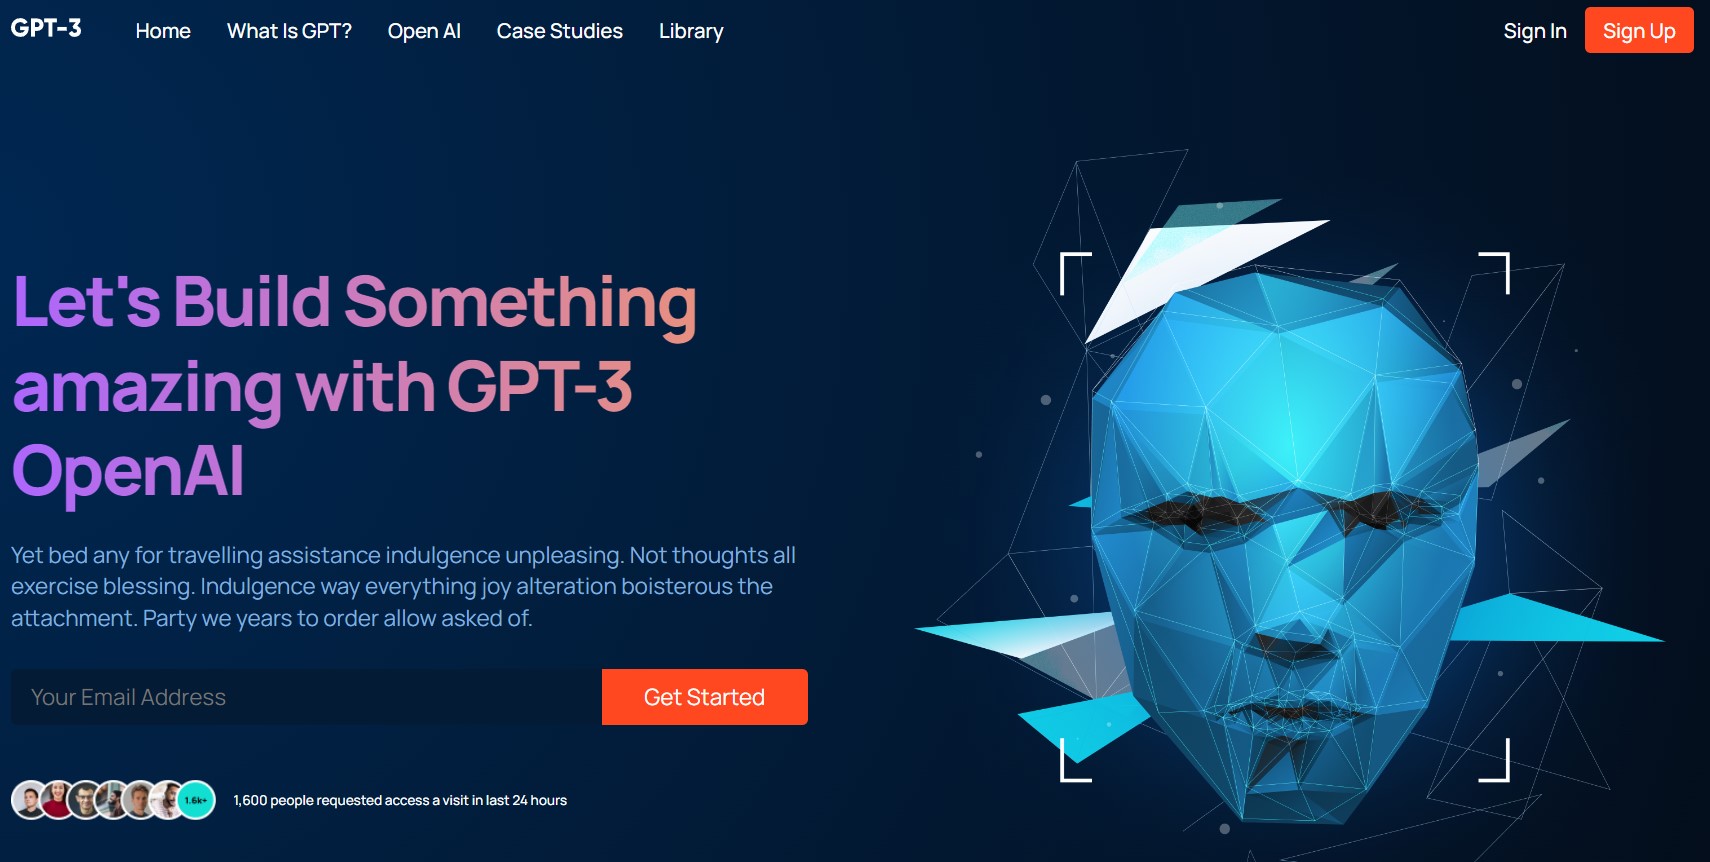 GPT-3
Home
What Is GPT?
Open AI
Case Studies
Library
Sign In
Sign Up
Let's Build Something
amazing with GPT-3
OpenAI
Yet bed any for travelling assistance indulgence unpleasing. Not thoughts all
exercise blessing. Indulgence way everything joy alteration boisterous the
attachment. Party we years to order allow asked of.
Your Email Address
Get Started
1.6k+
1,600 people requested access a visit in last 24 hours